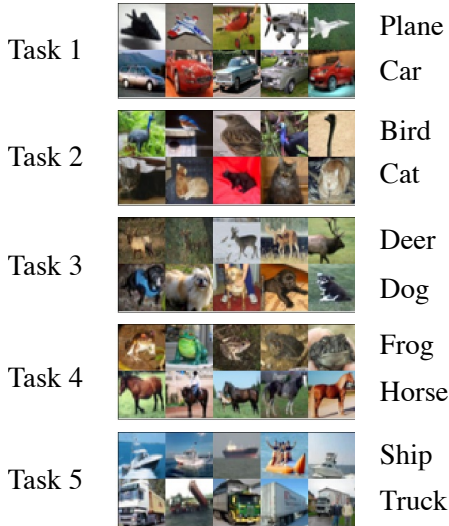 Task 1
Plane
Car
Task 2
Bird
Cat
Task 3
Deer
Dog
Task 4
Frog
Horse
Task 5
Ship
Truck